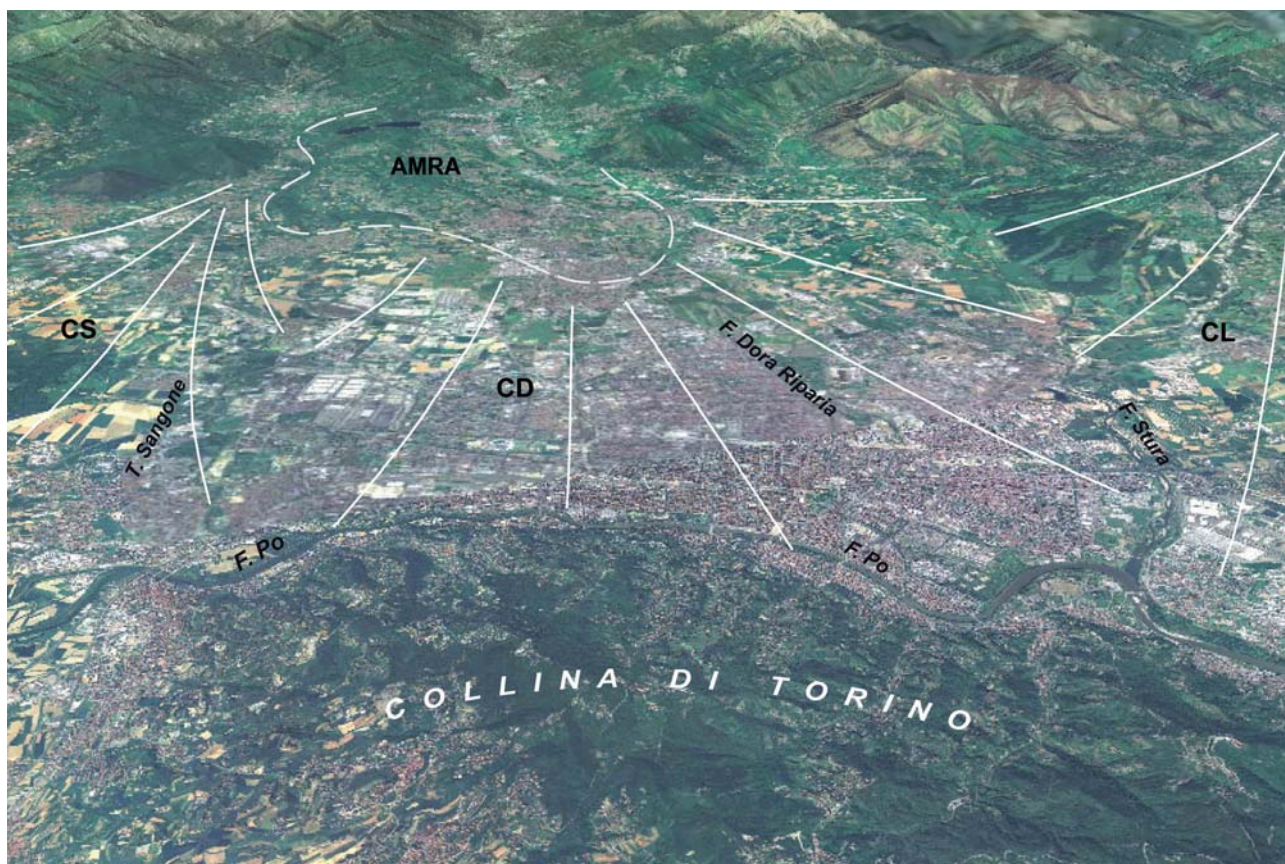 AMRA
CS
CL
F. Dora Riparia
CD
T. Sangone
F. Stura
F. Po
F. Po
COLLINA DI TORINO